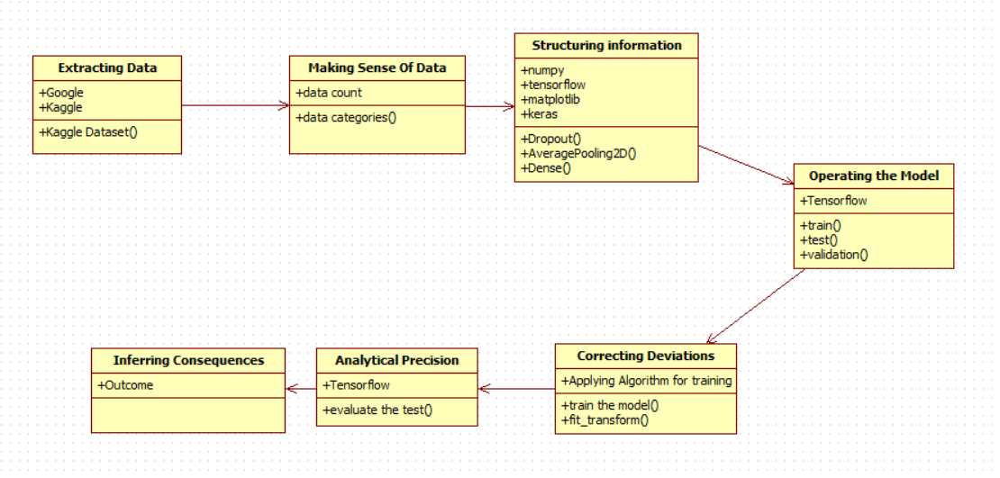 Extracting Data
+Google
+Kaggle
+Kaggle Dataset()
Making Sense Of Data
+data count
+data categories()
Structuring information
+numpy
+tensorflow
+matplotlib
+keras
+Dropout()
+AveragePooling2D()
+Dense()
Operating the Model
+Tensorflow
+train()
+test()
+validation()
Correcting Deviations
+Applying Algorithm for training
+train the model()
+fit_transform()
Analytical Precision
+Tensorflow
+evaluate the test()
Inferring Consequences
+Outcome